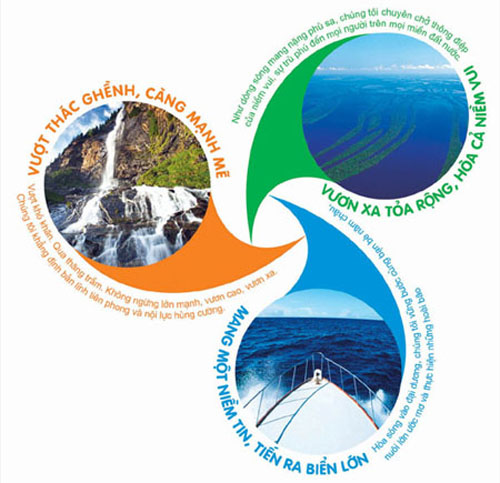 VƯỢT THÁC GHỀNH, CÀNG MẠNH MẼ
Vượt khó khăn. Qua thăng trầm. Không ngừng lớn mạnh, vươn cao, vươn xa.
Chúng tôi khẳng định bản lĩnh tiên phong và nội lực hùng cường.
Như dòng sông mang nặng phù sa, chúng tôi chuyên chở thông điệp
của niềm vui, sự trù phú đến mọi người trên mọi miền đất nước.
VƯƠN XA TỎA RỘNG, HÒA CẢ NIỀM VUI
MANG MỘT NIỀM TIN, TIẾN RA BIỂN LỚN
Hòa sóng vào đại dương, chúng tôi vững bước cùng bạn bè năm châu,
nuôi lớn ước mơ và thực hiện những hoài bão